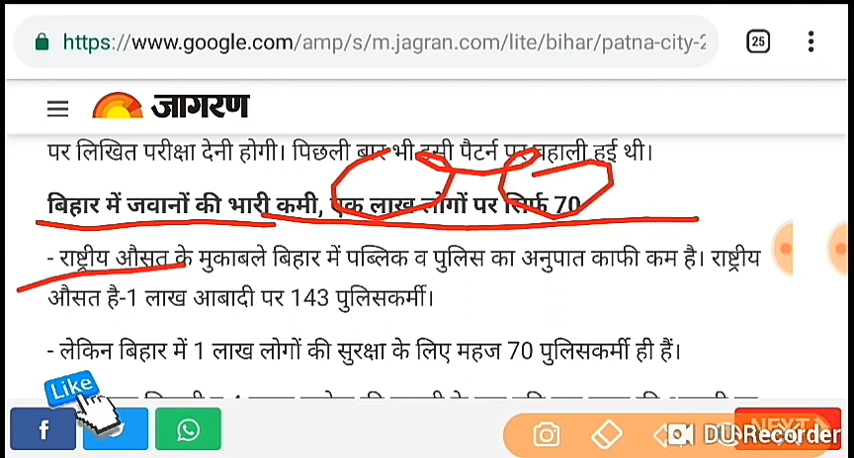 https://www.google.com/amp/s/m.jagran.com/lite/bihar/patna-city-2
25
जागरण
पर लिखित परीक्षा देनी होगी। पिछली बार भी इसी पैटर्न पर बहाली हुई थी।
बिहार में जवानों की भारी कमी, एक लाख लोगों पर सिर्फ 70
- राष्ट्रीय औसत के मुकाबले बिहार में पब्लिक व पुलिस का अनुपात काफी कम है। राष्ट्रीय
औसत है-1 लाख आबादी पर 143 पुलिसकर्मी।
- लेकिन बिहार में 1 लाख लोगों की सुरक्षा के लिए महज 70 पुलिसकर्मी ही हैं।
Like
f
NEXT
DU Recorder